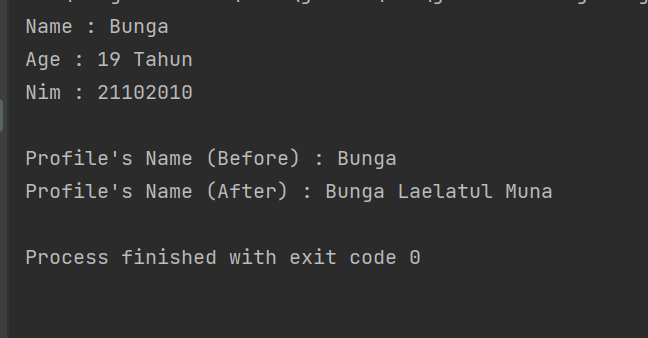 Name : Bunga
Age : 19 Tahun
Nim : 21102010
Profile's Name (Before) : Bunga
Profile's Name (After) : Bunga Laelatul Muna
Process finished with exit code 0